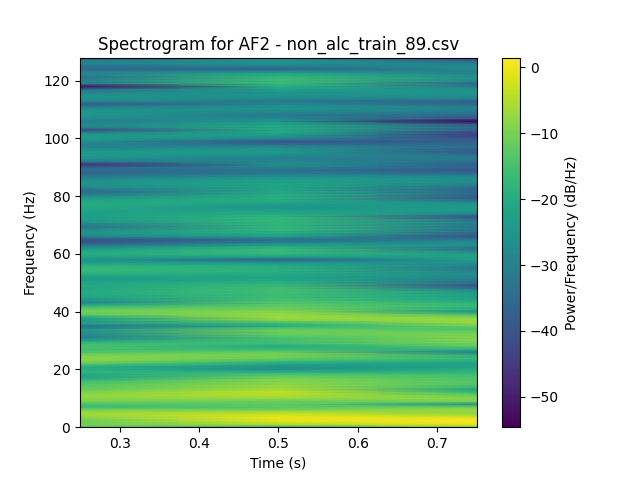 Spectrogram for AF2 - non_alc_train_89.csv
120
100
80
60
40
20
0
Frequency (Hz)
0.3 0.4 0.5 0.6 0.7
Time (s)
0
−10
−20
−30
−40
−50
Power/Frequency (dB/Hz)